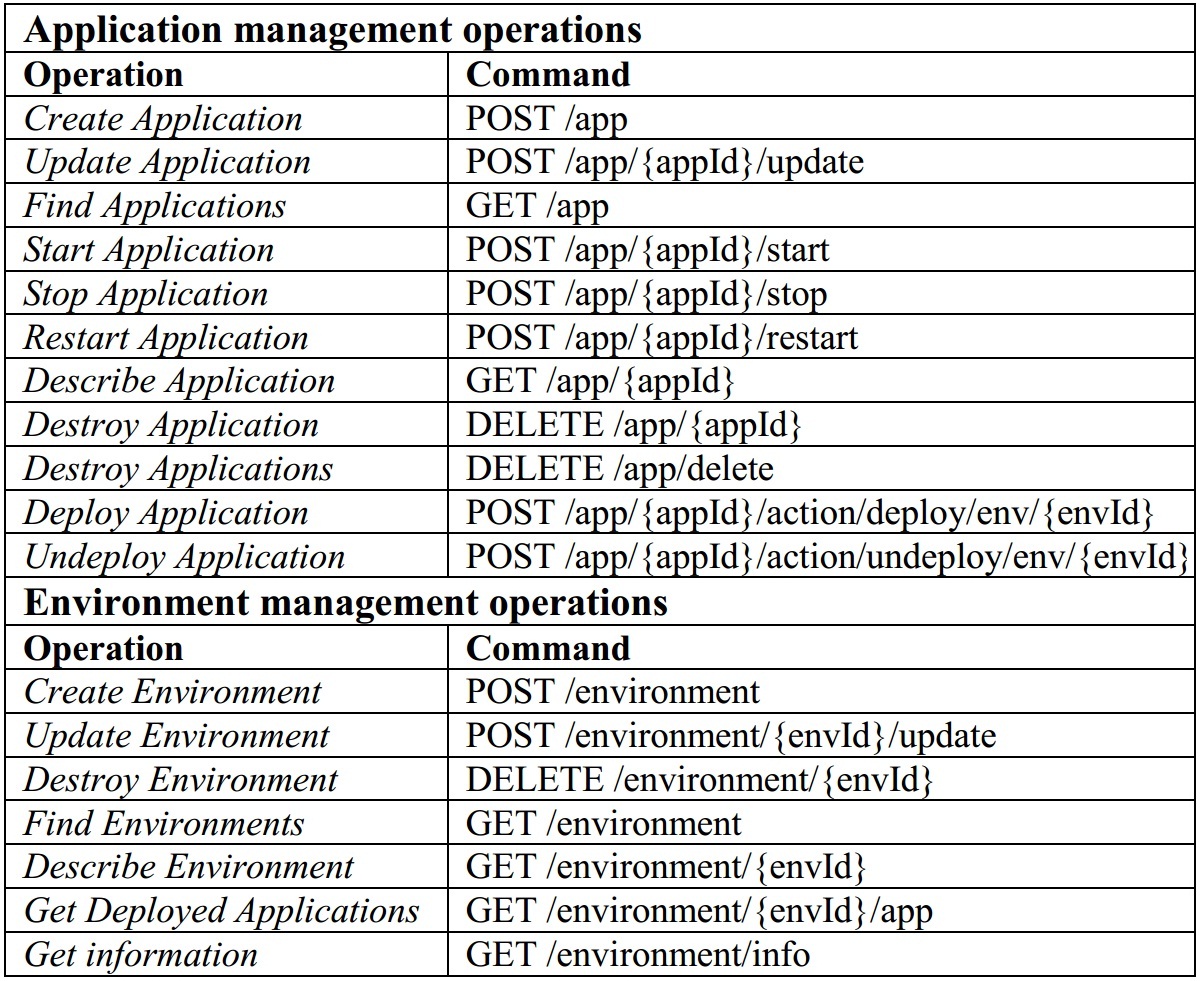 Application management operations
Operation Command
Create Application POST /app
Update Application POST /app/{appId}/update
Find Applications GET /app
Start Application POST /app/{appId}/start
Stop Application POST /app/{appId}/stop
Restart Application POST /app/{appId}/restart
Describe Application GET /app/{appId}
Destroy Application DELETE /app/{appId}
Destroy Applications DELETE /app/delete
Deploy Application POST /app/{appId}/action/deploy/env/{envId}
Undeploy Application POST /app/{appId}/action/undeploy/env/{envId}
Environment management operations
Operation Command
Create Environment POST /environment
Update Environment POST /environment/{envId}/update
Destroy Environment DELETE /environment/{envId}
Find Environments GET /environment
Describe Environment GET /environment/{envId}
Get Deployed Applications GET /environment/{envId}/app
Get information GET /environment/info